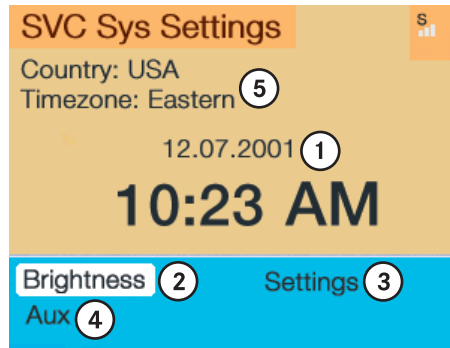 SVC Sys Settings S
Country: USA
Timezone: Eastern 5
12.07.2001 1
10:23 AM
Brightness 2 Settings 3
Aux 4